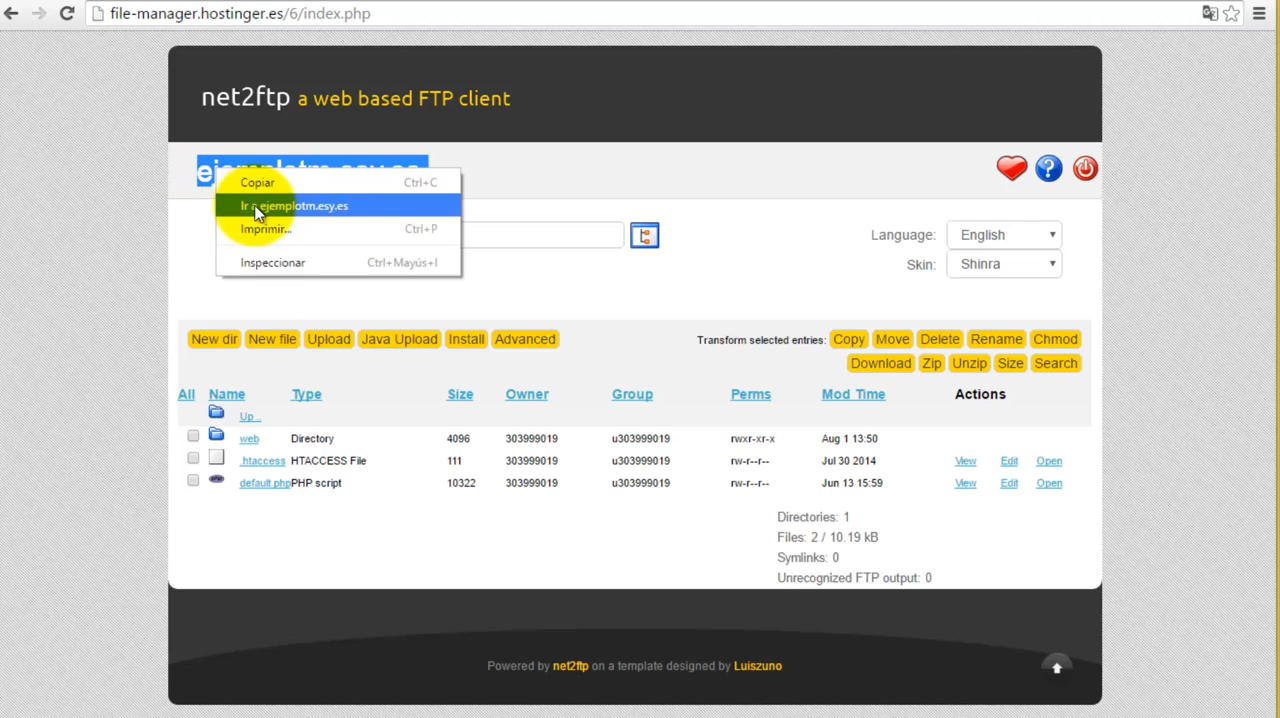 file-manager.hostinger.es/6/index.php
net2ftp a web based FTP client
ejemplotm.esy.es
Copiar Ctrl+C
Ir a ejemplotm.esy.es
Imprimir... Ctrl+P
Inspeccionar Ctrl+Mayús+I
Language: English
Skin: Shinra
New dir New file Upload Java Upload Install Advanced Transform selected entries: Copy Move Delete Rename Chmod
Download Zip Unzip Size Search
All Name Type Size Owner Group Perms Mod Time Actions
Up ..
web Directory 4096 303999019 u303999019 rwxr-xr-x Aug 1 13:50
.htaccess HTACCESS File 111 303999019 u303999019 rw-r--r-- Jul 30 2014 View Edit Open
default.php PHP script 10322 303999019 u303999019 rw-r--r-- Jun 13 15:59 View Edit Open
Directories: 1
Files: 2 / 10.19 kB
Symlinks: 0
Unrecognized FTP output: 0
Powered by net2ftp on a template designed by Luiszuno